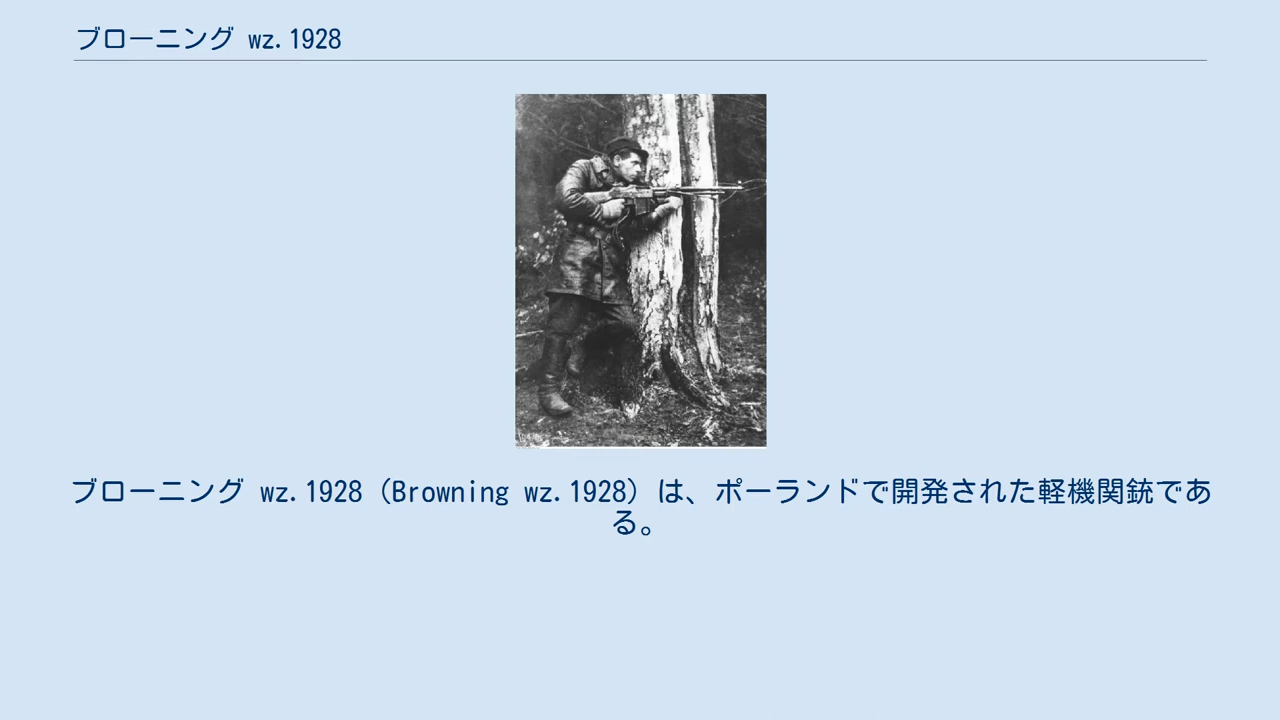 ブローニング wz.1928
ブローニング wz.1928（Browning wz.1928）は、ポーランドで開発された軽機関銃であ
る。